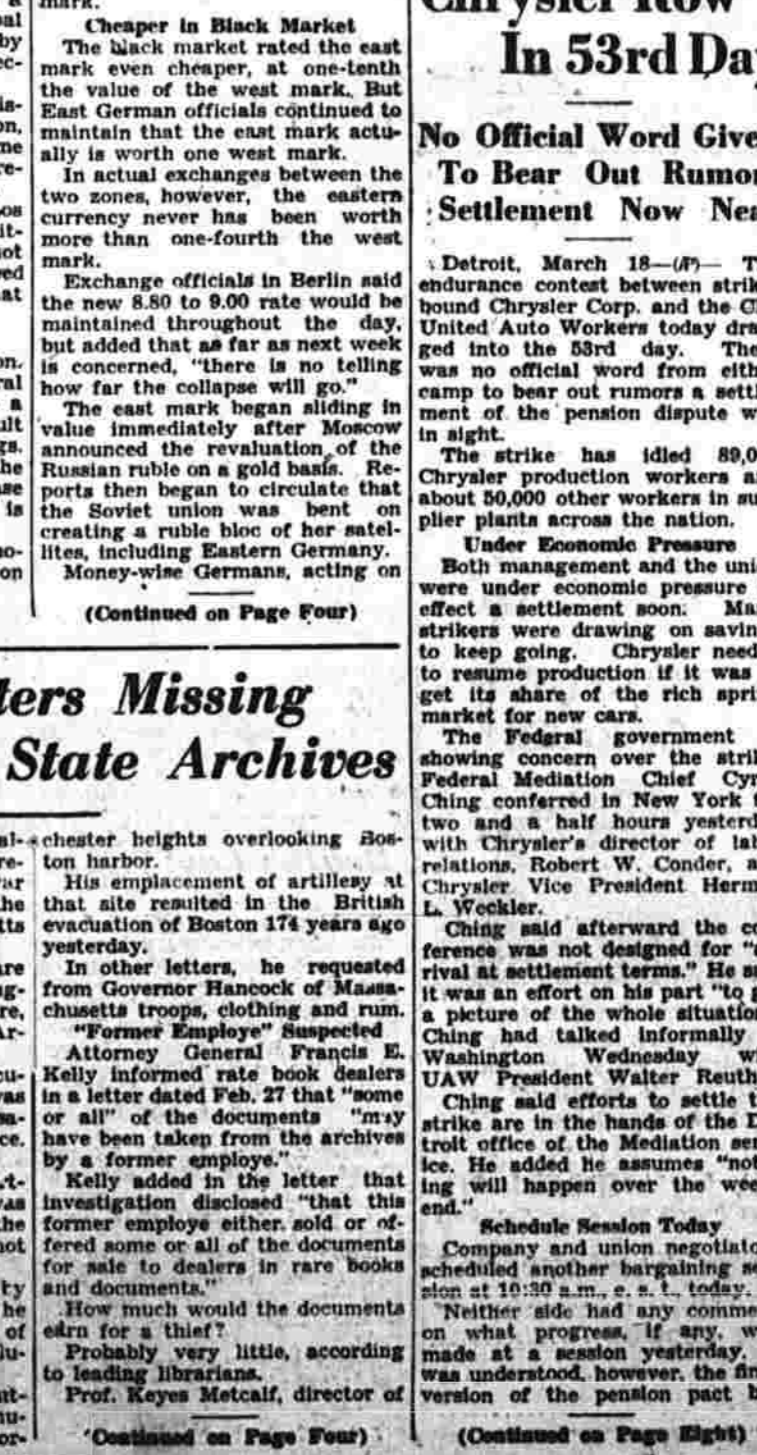 mark.
Cheaper in Black Market
The black market rated the east
mark even cheaper, at one-tenth
the value of the west mark. But
East German officials continued to
maintain that the east mark actu-
ally is worth one west mark.
In actual exchanges between the
two zones, however, the eastern
currency never has been worth
more than one-fourth the west
mark.
Exchange officials in Berlin said
the new 8.80 to 9.00 rate would be
maintained throughout the day,
but added that as far as next week
is concerned, "there is no telling
how far the collapse will go."
The east mark began sliding in
value immediately after Moscow
announced the revaluation of the
Russian ruble on a gold basis. Re-
ports then began to circulate that
the Soviet union was bent on
creating a ruble bloc of her satel-
lites, including Eastern Germany.
Money-wise Germans, acting on
(Continued on Page Four)
ters Missing
State Archives
chester heights overlooking Bos-
ton harbor.
His emplacement of artillery at
that site resulted in the British
evacuation of Boston 174 years ago
yesterday.
In other letters, he requested
from Governor Hancock of Massa-
chusetts troops, clothing and rum.
"Former Employe" Suspected
Attorney General Francis E.
Kelly informed rate book dealers
in a letter dated Feb. 27 that "some
or all" of the documents "may
have been taken from the archives
by a former employe."
Kelly added in the letter that
investigation disclosed "that this
former employe either sold or of-
fered some or all of the documents
for sale to dealers in rare books
and documents."
How much would the documents
earn for a thief?
Probably very little, according
to leading librarians.
Prof. Keyes Metcalf, director of
(Continued on Page Four)
Chrysler Row
In 53rd Da
No Official Word Give
To Bear Out Rumo
Settlement Now Nea
Detroit, March 18—(AP)— T
endurance contest between strik
bound Chrysler Corp. and the C
United Auto Workers today dra
ged into the 53rd day. The
was no official word from eith
camp to bear out rumors a settl
ment of the pension dispute w
in sight.
The strike has idled 89,0
Chrysler production workers a
about 50,000 other workers in su
plier plants across the nation.
Under Economic Pressure
Both management and the uni
were under economic pressure
effect a settlement soon. Ma
strikers were drawing on savin
to keep going. Chrysler need
to resume production if it was
get its share of the rich spri
market for new cars.
The Federal government
showing concern over the strik
Federal Mediation Chief Cyr
Ching conferred in New York f
two and a half hours yesterd
with Chrysler's director of lab
relations, Robert W. Conder, a
Chrysler Vice President Herm
L. Weckler.
Ching said afterward the co
ference was not designed for "a
rival at settlement terms." He sa
it was an effort on his part "to g
a picture of the whole situation
Ching had talked informally
Washington Wednesday w
UAW President Walter Reuth
Ching said efforts to settle t
strike are in the hands of the D
troit office of the Mediation ser
ice. He added he assumes "not
ing will happen over the wee
end."
Schedule Session Today
Company and union negotiato
scheduled another bargaining se
sion at 10:30 a.m., e. s. t., today.
Neither side had any comme
on what progress, if any, w
made at a session yesterday.
was understood, however, the fin
version of the pension pact b
(Continued on Page Eight)